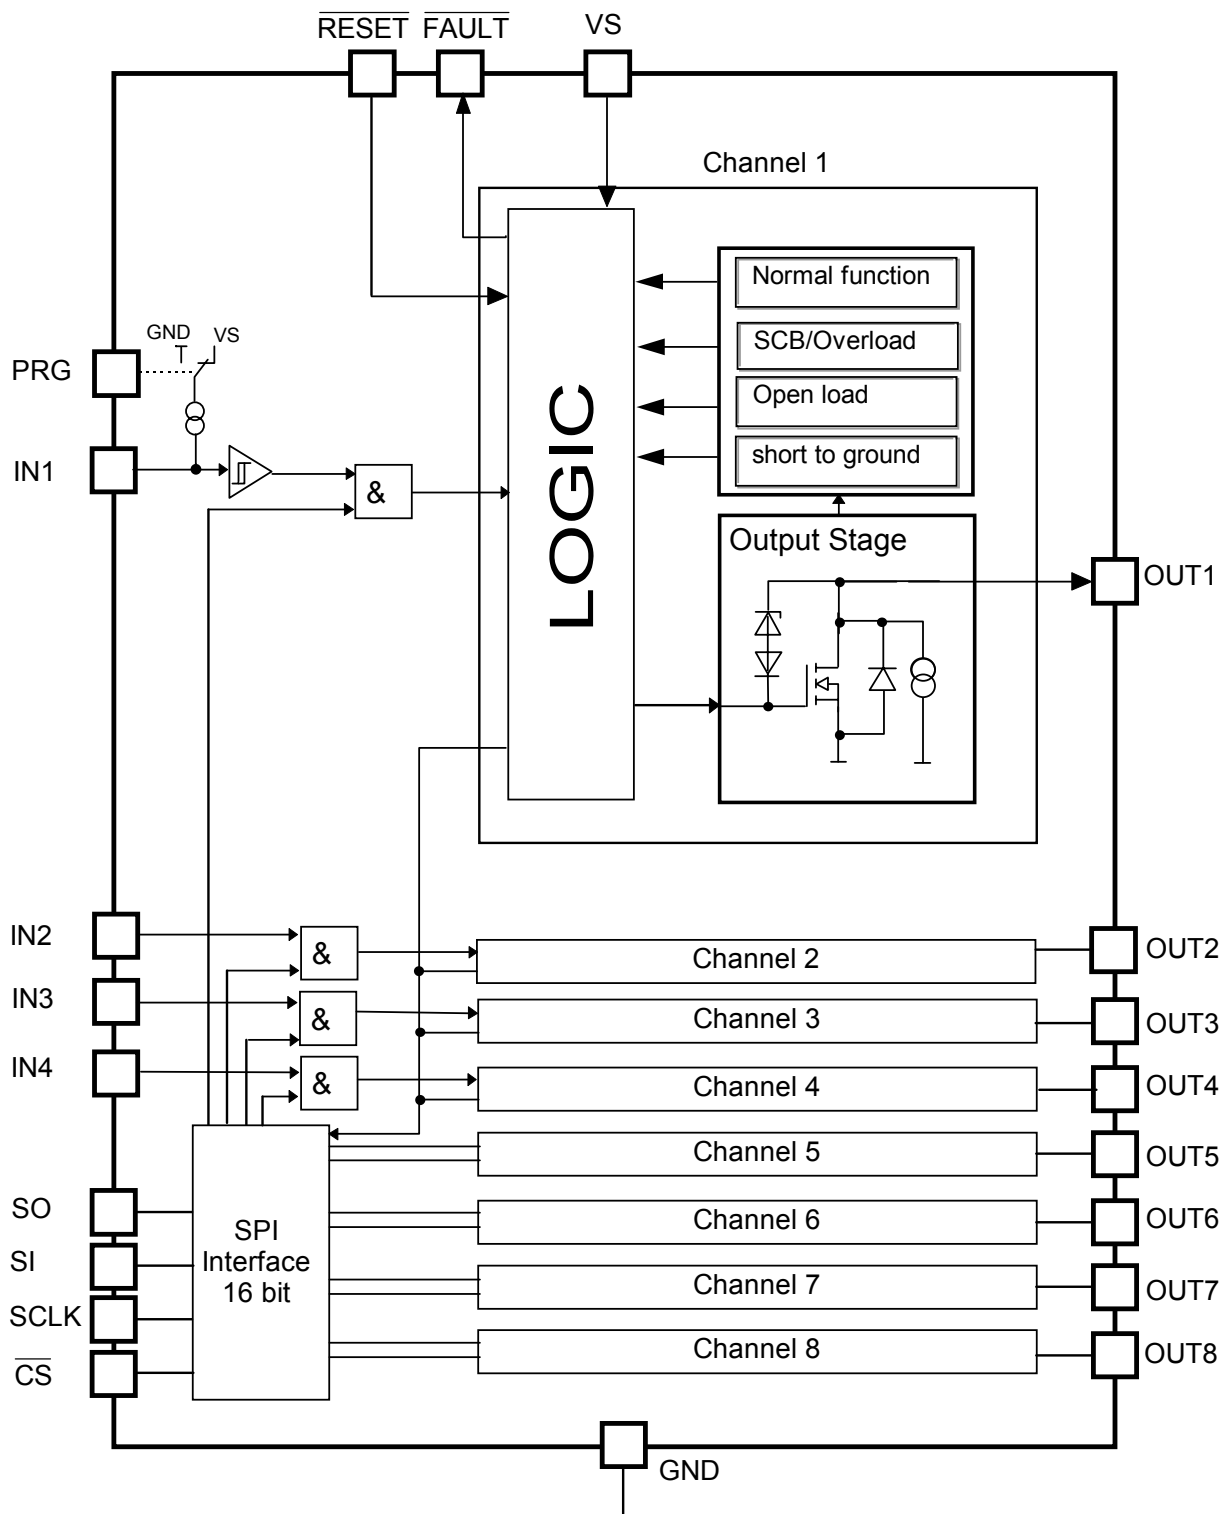 RESET FAULT VS
Channel 1
Normal function
GND VS
SCB/Overload
PRG
Open load
IN1
short to ground
&
LOGIC
Output Stage
OUT1
IN2
&
Channel 2
OUT2
IN3
&
Channel 3
OUT3
IN4
&
Channel 4
OUT4
Channel 5
OUT5
SO
Channel 6
OUT6
SPI
Interface
16 bit
SI
Channel 7
OUT7
SCLK
Channel 8
OUT8
CS
GND